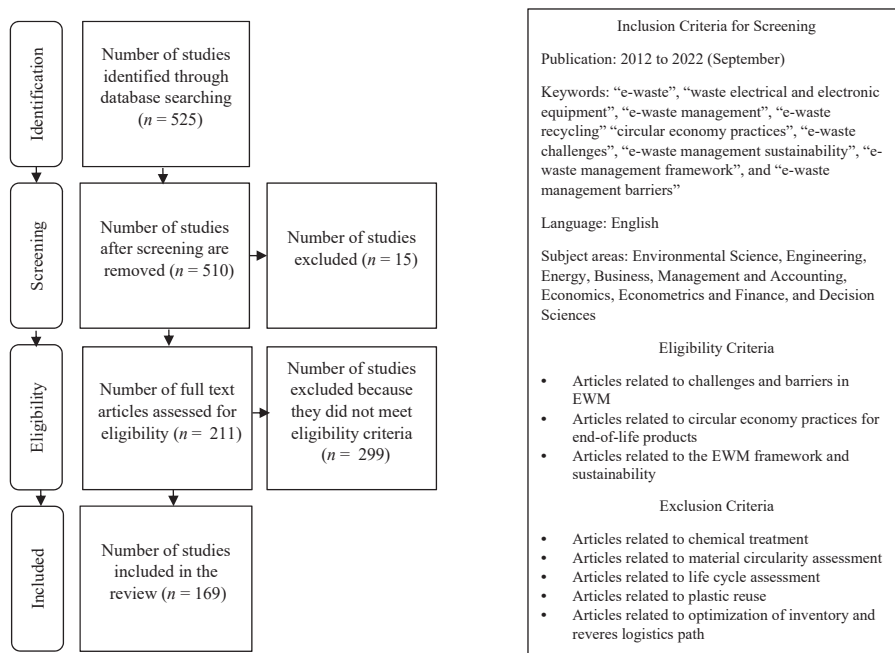 Identification
Number of studies
identified through
database searching
(n = 525)
Screening
Number of studies
after screening are
removed (n = 510)
Number of studies
excluded (n = 15)
Eligibility
Number of full text
articles assessed for
eligibility (n = 211)
Number of studies
excluded because
they did not meet
eligibility criteria
(n = 299)
Included
Number of studies
included in the
review (n = 169)
Inclusion Criteria for Screening
Publication: 2012 to 2022 (September)
Keywords: “e-waste”, “waste electrical and electronic
equipment”, “e-waste management”, “e-waste
recycling” “circular economy practices”, “e-waste
challenges”, “e-waste management sustainability”, “e-
waste management framework”, and “e-waste
management barriers”
Language: English
Subject areas: Environmental Science, Engineering,
Energy, Business, Management and Accounting,
Economics, Econometrics and Finance, and Decision
Sciences
Eligibility Criteria
• Articles related to challenges and barriers in
EWM
• Articles related to circular economy practices for
end-of-life products
• Articles related to the EWM framework and
sustainability
Exclusion Criteria
• Articles related to chemical treatment
• Articles related to material circularity assessment
• Articles related to life cycle assessment
• Articles related to plastic reuse
• Articles related to optimization of inventory and
reveres logistics path